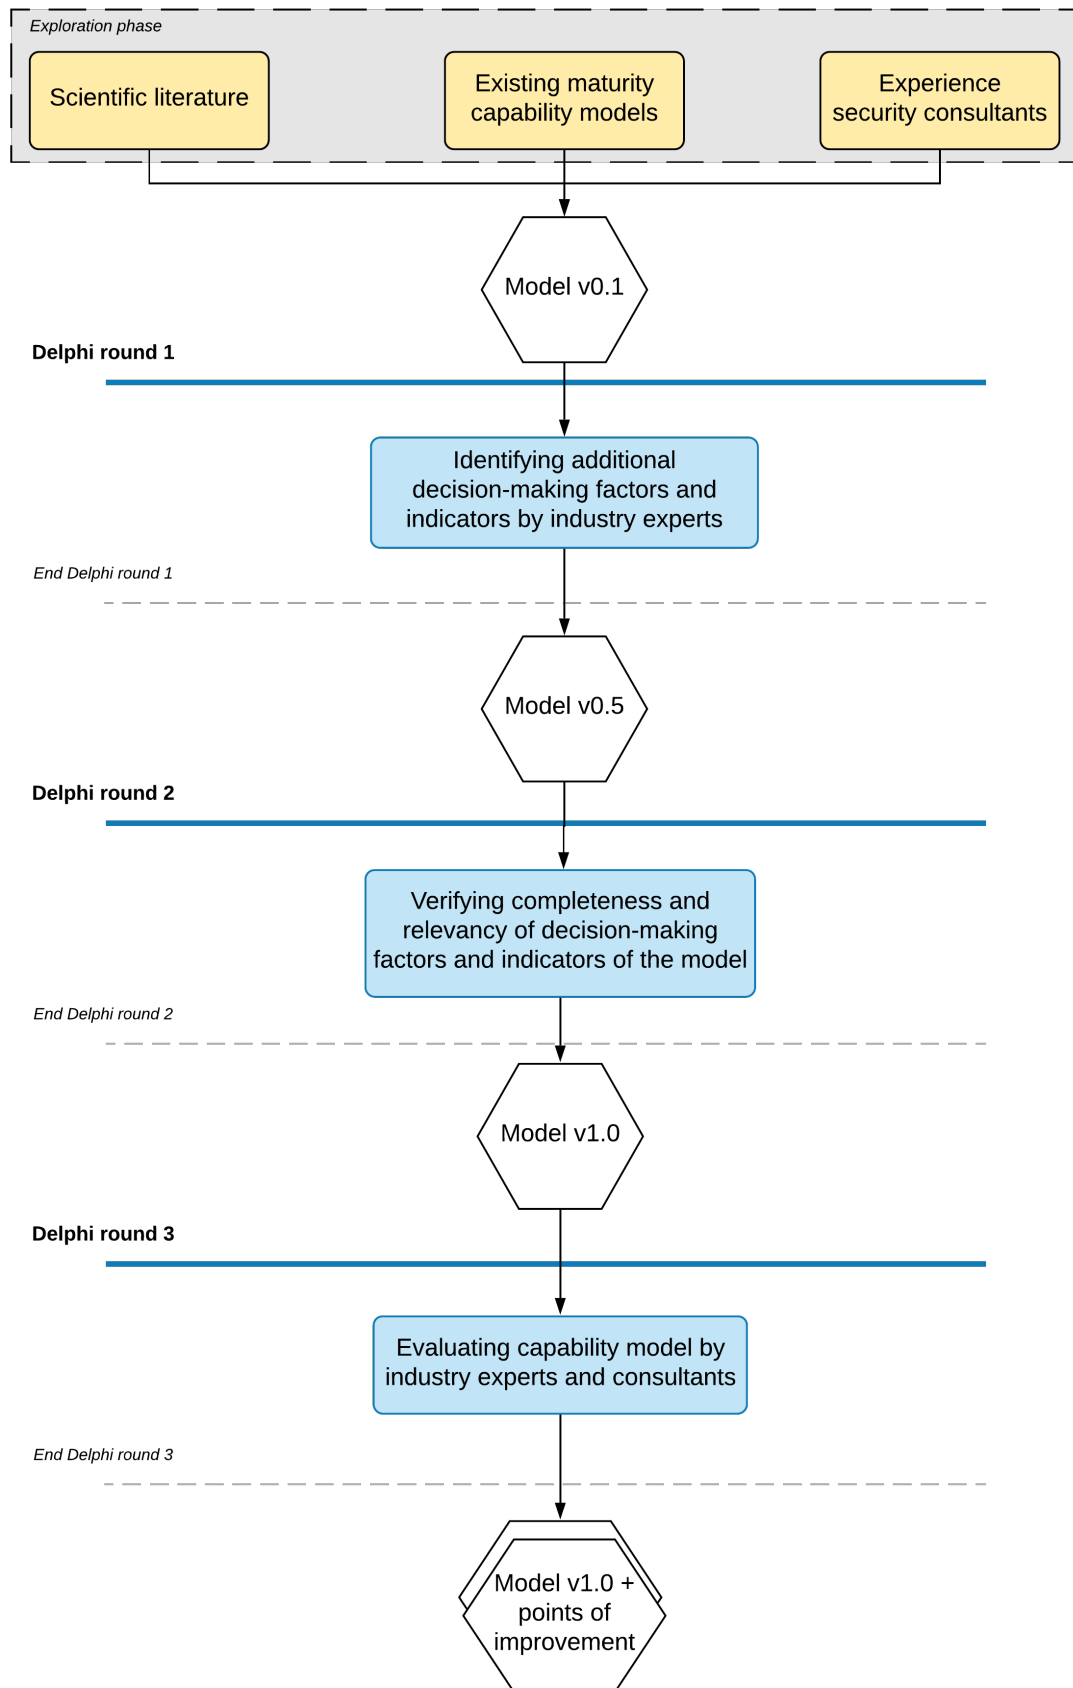 Exploration phase
Scientific literature
Existing maturity
capability models
Experience
security consultants
Model v0.1
Delphi round 1
Identifying additional
decision-making factors and
indicators by industry experts
End Delphi round 1
Model v0.5
Delphi round 2
Verifying completeness and
relevancy of decision-making
factors and indicators of the model
End Delphi round 2
Model v1.0
Delphi round 3
Evaluating capability model by
industry experts and consultants
End Delphi round 3
Model v1.0 +
points of
improvement